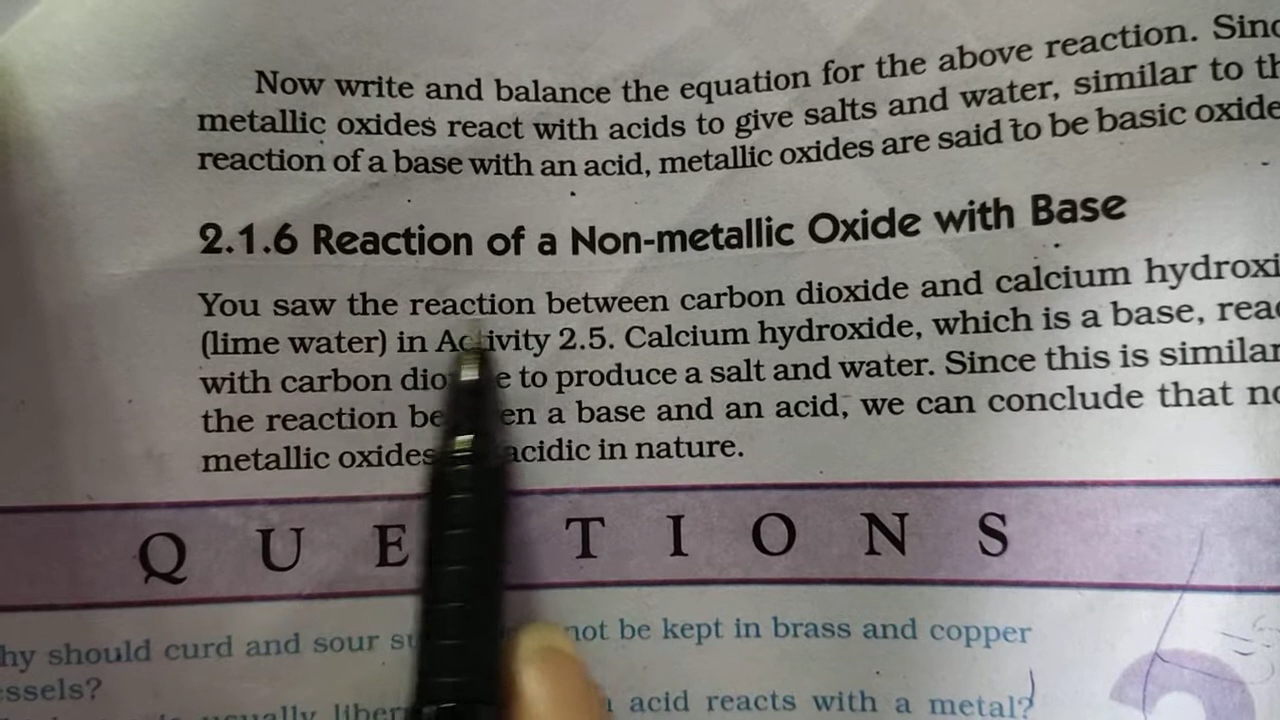 Now write and balance the equation for the above reaction. Sinc
metallic oxides react with acids to give salts and water, similar to th
reaction of a base with an acid, metallic oxides are said to be basic oxide
2.1.6 Reaction of a Non-metallic Oxide with Base
You saw the reaction between carbon dioxide and calcium hydroxi
(lime water) in Activity 2.5. Calcium hydroxide, which is a base, reac
with carbon dio e to produce a salt and water. Since this is similar
the reaction be en a base and an acid, we can conclude that no
metallic oxides acidic in nature.
Q U E T I O N S
hy should curd and sour su not be kept in brass and copper
ssels?
usually liber acid reacts with a metal?